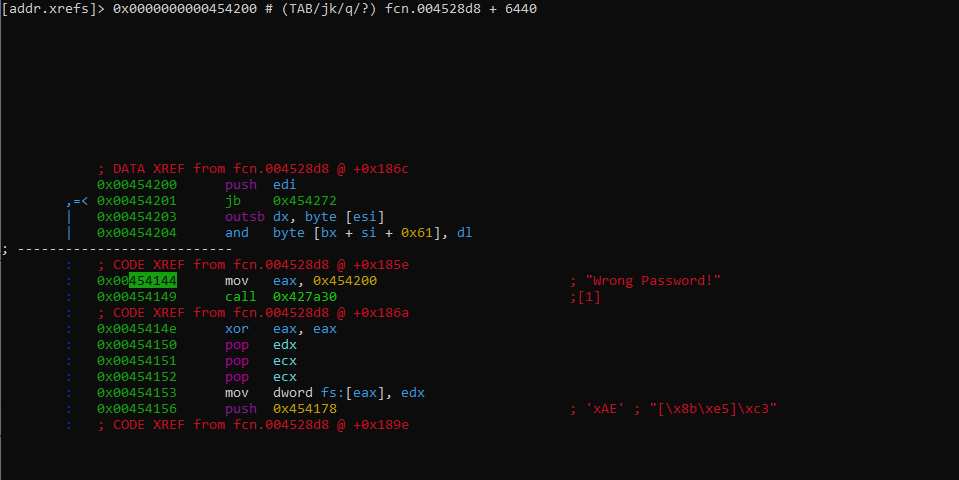 [addr.xrefs]> 0x0000000000454200 # (TAB/jk/q/?) fcn.004528d8 + 6440
; DATA XREF from fcn.004528d8 @ +0x186c
0x00454200 push edi
,=< 0x00454201 jb 0x454272
| 0x00454203 outsb dx, byte [esi]
| 0x00454204 and byte [bx + si + 0x61], dl
; ---------------------------
: ; CODE XREF from fcn.004528d8 @ +0x185e
: 0x00454144 mov eax, 0x454200 ; "Wrong Password!"
: 0x00454149 call 0x427a30 ;[1]
: ; CODE XREF from fcn.004528d8 @ +0x186a
: 0x0045414e xor eax, eax
: 0x00454150 pop edx
: 0x00454151 pop ecx
: 0x00454152 pop ecx
: 0x00454153 mov dword fs:[eax], edx
: 0x00454156 push 0x454178 ; 'xAE' ; "[\x8b\xe5]\xc3"
: ; CODE XREF from fcn.004528d8 @ +0x189e